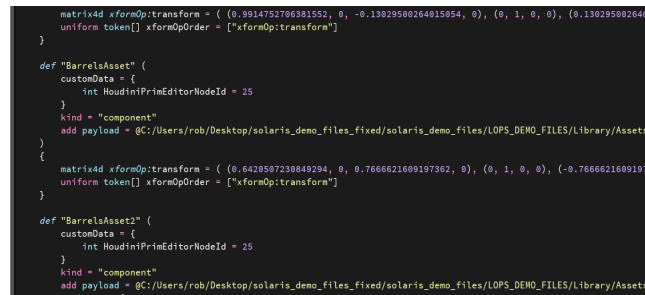 matrix4d xformOp:transform = ( (0.9914752706381552, 0, -0.13029500264015054, 0), (0, 1, 0, 0), (0.130295002640
uniform token[] xformOpOrder = ["xformOp:transform"]
}
def "BarrelsAsset" (
customData = {
int HoudiniPrimEditorNodeId = 25
}
kind = "component"
add payload = @C:/Users/rob/Desktop/solaris_demo_files_fixed/solaris_demo_files/LOPS_DEMO_FILES/Library/Assets
)
{
matrix4d xformOp:transform = ( (0.6420507230849294, 0, 0.7666621609197362, 0), (0, 1, 0, 0), (-0.7666621609197
uniform token[] xformOpOrder = ["xformOp:transform"]
}
def "BarrelsAsset2" (
customData = {
int HoudiniPrimEditorNodeId = 25
}
kind = "component"
add payload = @C:/Users/rob/Desktop/solaris_demo_files_fixed/solaris_demo_files/LOPS_DEMO_FILES/Library/Assets